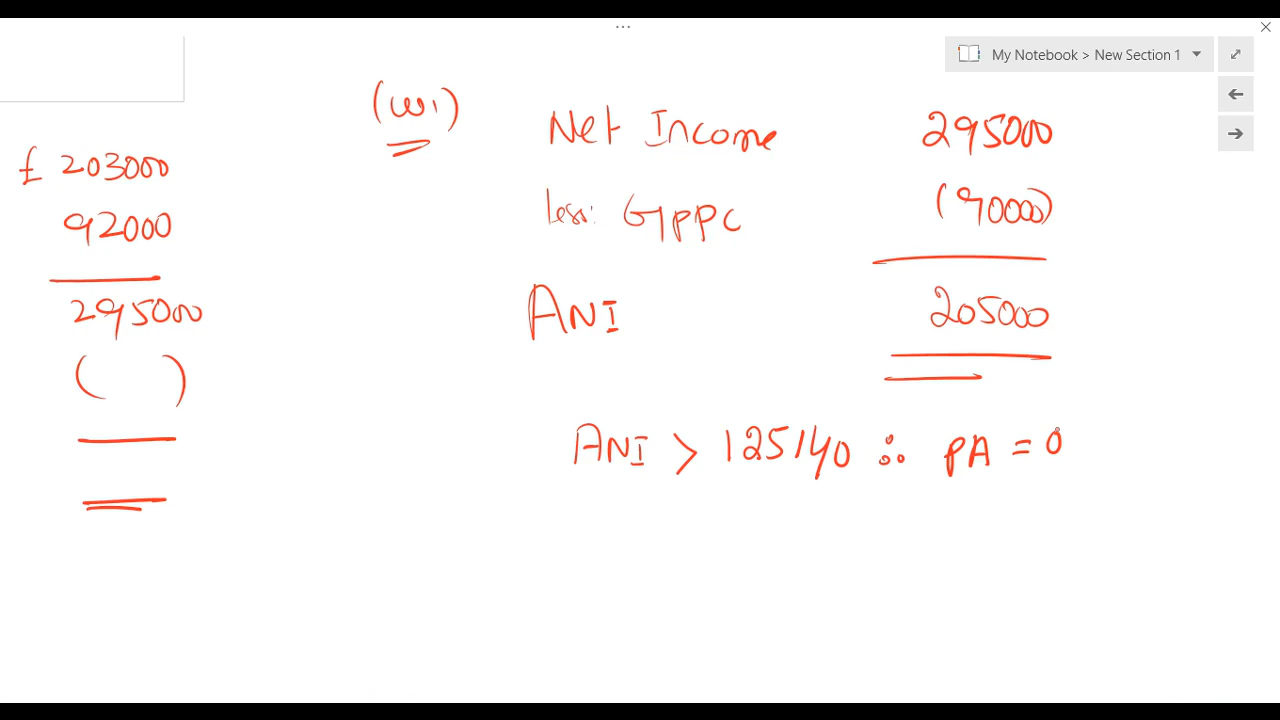 ...
My Notebook > New Section 1
(W1)
Net Income 295000
£ 203000
less: GPPC (90000)
92000
295000
ANI 205000
( )
ANI > 125140 ∴ PA = 0